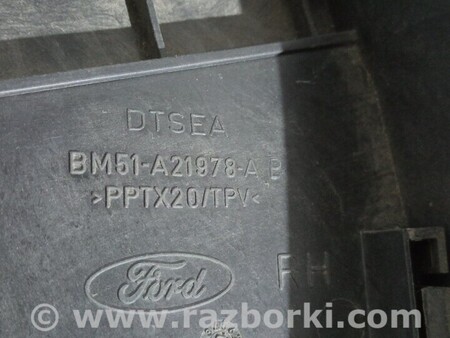 DTSEA
BM51-A21978-A B
>PPTX20/TPV<
Ford
RH
© www.razborki.com